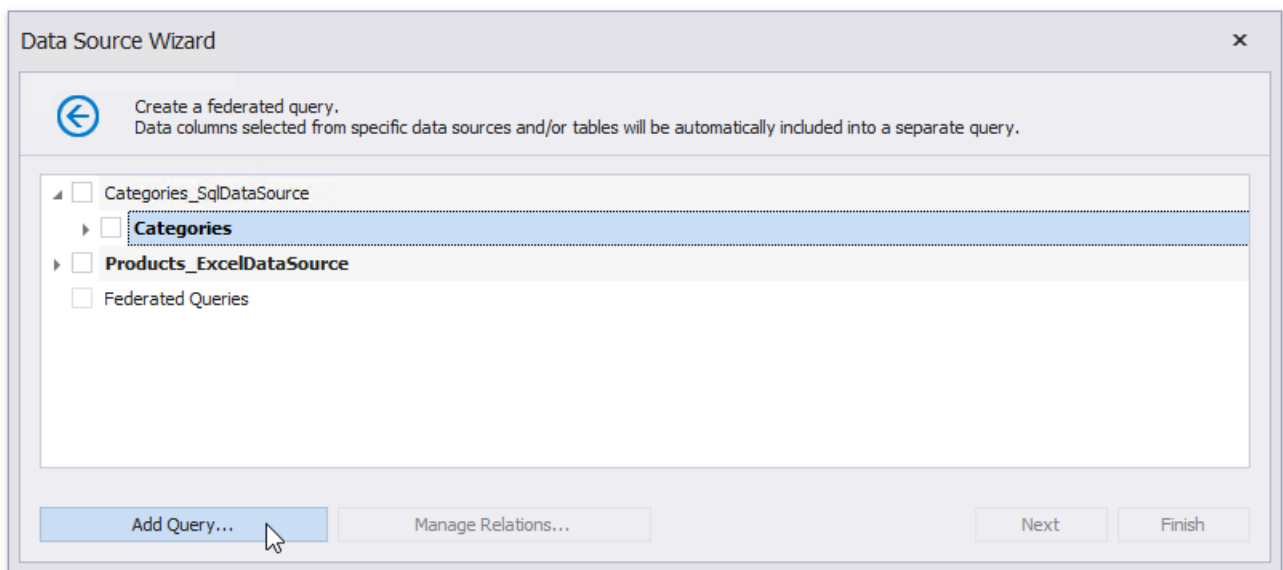 Data Source Wizard
Create a federated query.
Data columns selected from specific data sources and/or tables will be automatically included into a separate query.
Categories_SqlDataSource
Categories
Products_ExcelDataSource
Federated Queries
Add Query...
Manage Relations...
Next
Finish